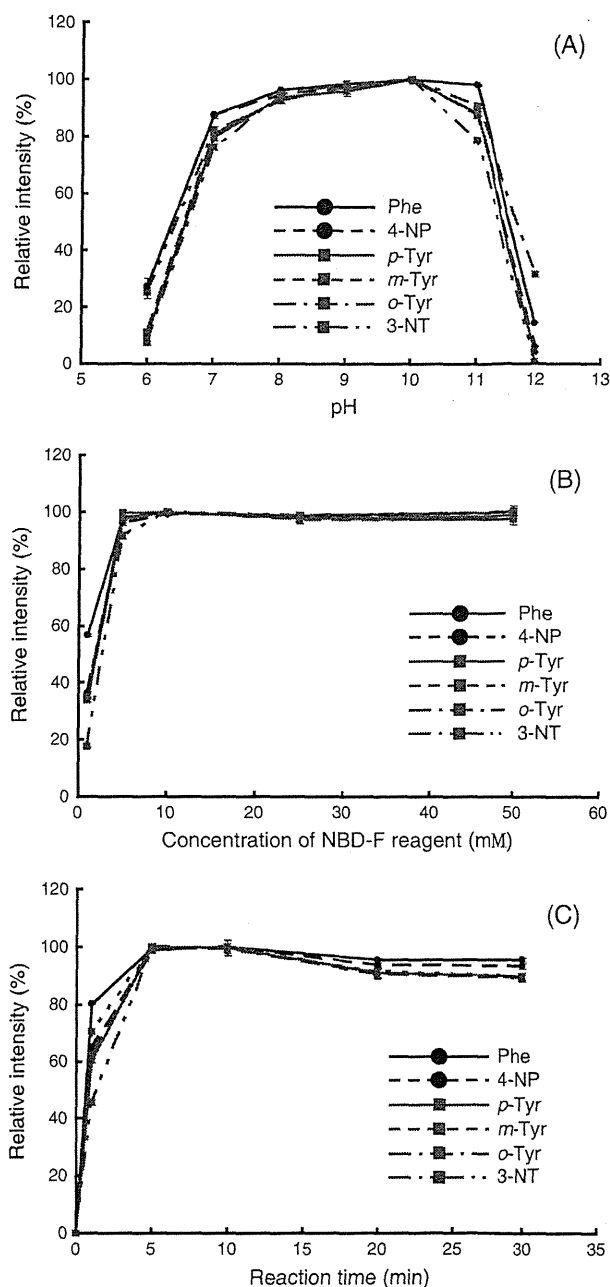 (A)
Relative intensity (%)
120
100
80
60
40
20
0
Phe
4-NP
p-Tyr
m-Tyr
o-Tyr
3-NT
5 6 7 8 9 10 11 12 13
pH
(B)
Relative intensity (%)
120
100
80
60
40
20
0
Phe
4-NP
p-Tyr
m-Tyr
o-Tyr
3-NT
0 10 20 30 40 50 60
Concentration of NBD-F reagent (mM)
(C)
Relative intensity (%)
120
100
80
60
40
20
0
Phe
4-NP
p-Tyr
m-Tyr
o-Tyr
3-NT
0 5 10 15 20 25 30 35
Reaction time (min)